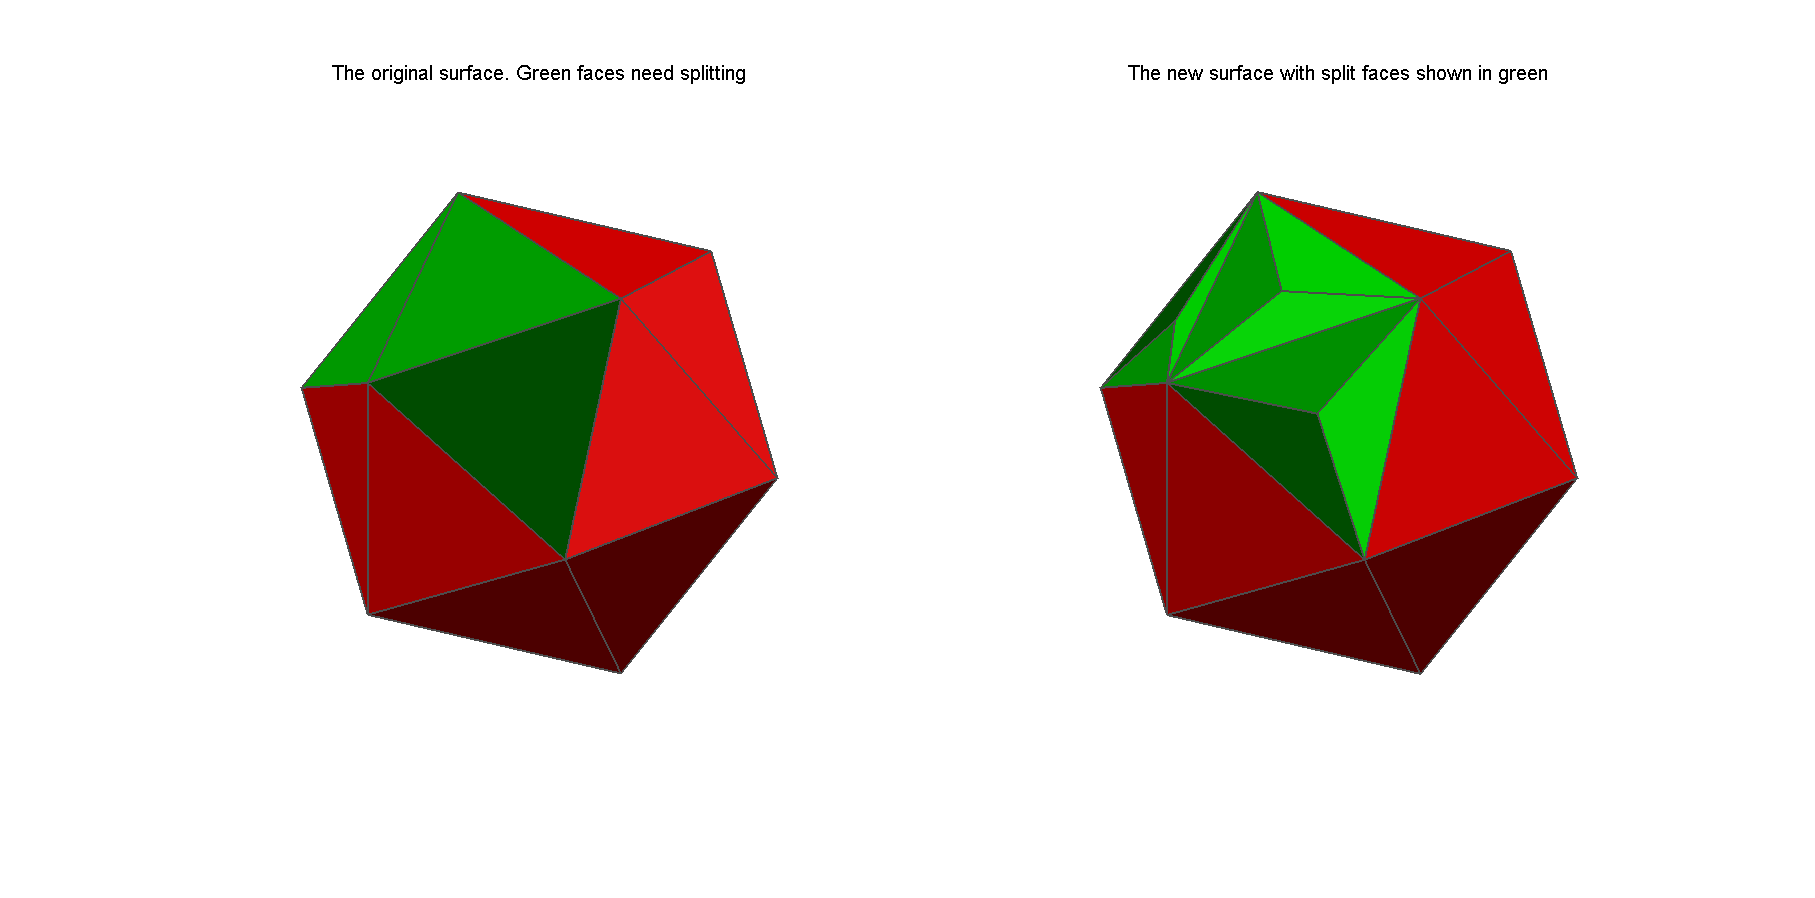 The original surface. Green faces need splitting
The new surface with split faces shown in green